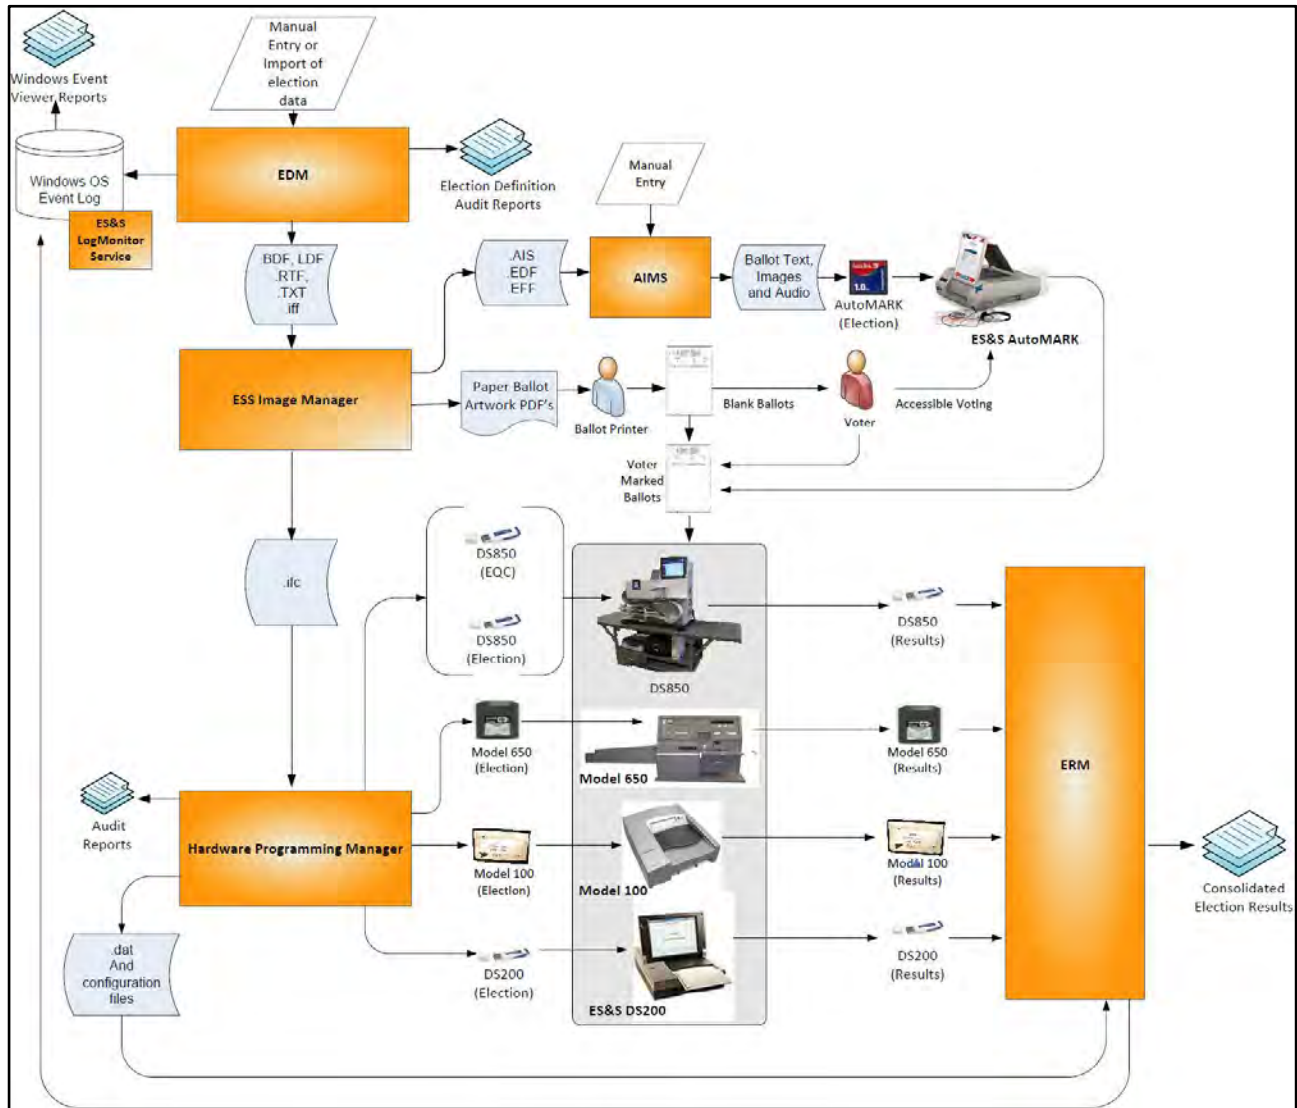 Manual
Entry or
Import of
election
data
Windows Event
Viewer Reports
EDM
Windows OS
Event Log
ES&S
LogMonitor
Service
Election Definition
Audit Reports
Manual
Entry
BDF, LDF
.RTF,
.TXT
.iff
.AIS
.EDF
EFF
AIMS
Ballot Text,
Images
and Audio
1.0
AutoMARK
(Election)
ES&S AutoMARK
ESS Image Manager
Paper Ballot
Artwork PDF's
Ballot Printer
Blank Ballots
Voter
Accessible Voting
Voter
Marked
Ballots
.ifc
DS850
(EQC)
DS850
(Election)
DS850
DS850
(Results)
Model 650
(Election)
Model 650
Model 650
(Results)
ERM
Audit
Reports
Hardware Programming Manager
Model 100
(Election)
Model 100
Model 100
(Results)
Consolidated
Election Results
.dat
And
configuration
files
DS200
(Election)
ES&S DS200
DS200
(Results)